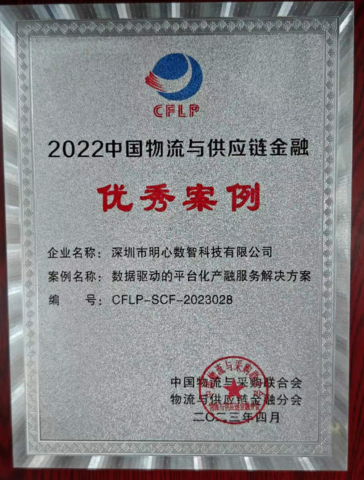 CFLP
2022中国物流与供应链金融
优秀案例
企业名称：深圳市明心数智科技有限公司
案例名称：数据驱动的平台化产融服务解决方案
编 号：CFLP-SCF-2023028
中国物流与采购联合会
物流与供应链金融分会
二〇二三年四月